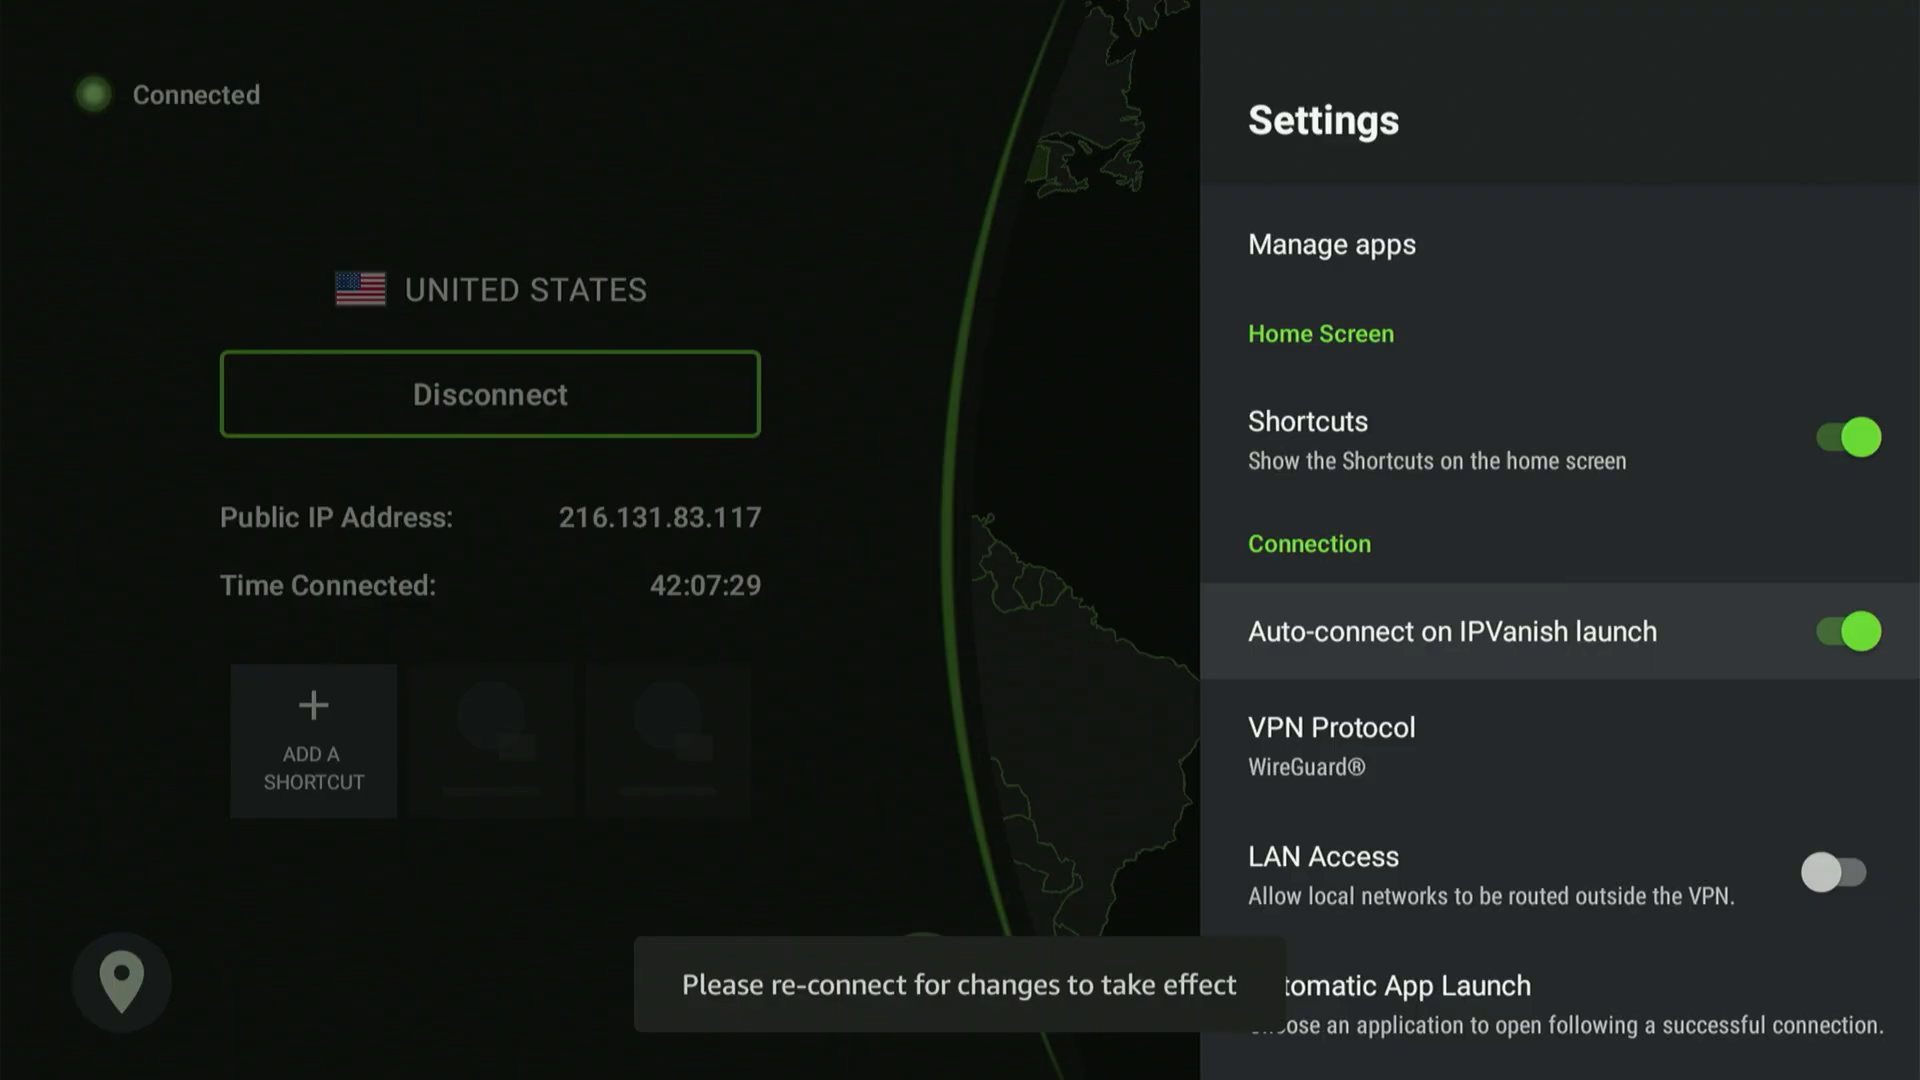 Connected
UNITED STATES
Disconnect
Public IP Address: 216.131.83.117
Time Connected: 42:07:29
ADD A
SHORTCUT
Please re-connect for changes to take effect
Settings
Manage apps
Home Screen
Shortcuts
Show the Shortcuts on the home screen
Connection
Auto-connect on IPVanish launch
VPN Protocol
WireGuard®
LAN Access
Allow local networks to be routed outside the VPN.
tomatic App Launch
ose an application to open following a successful connection.